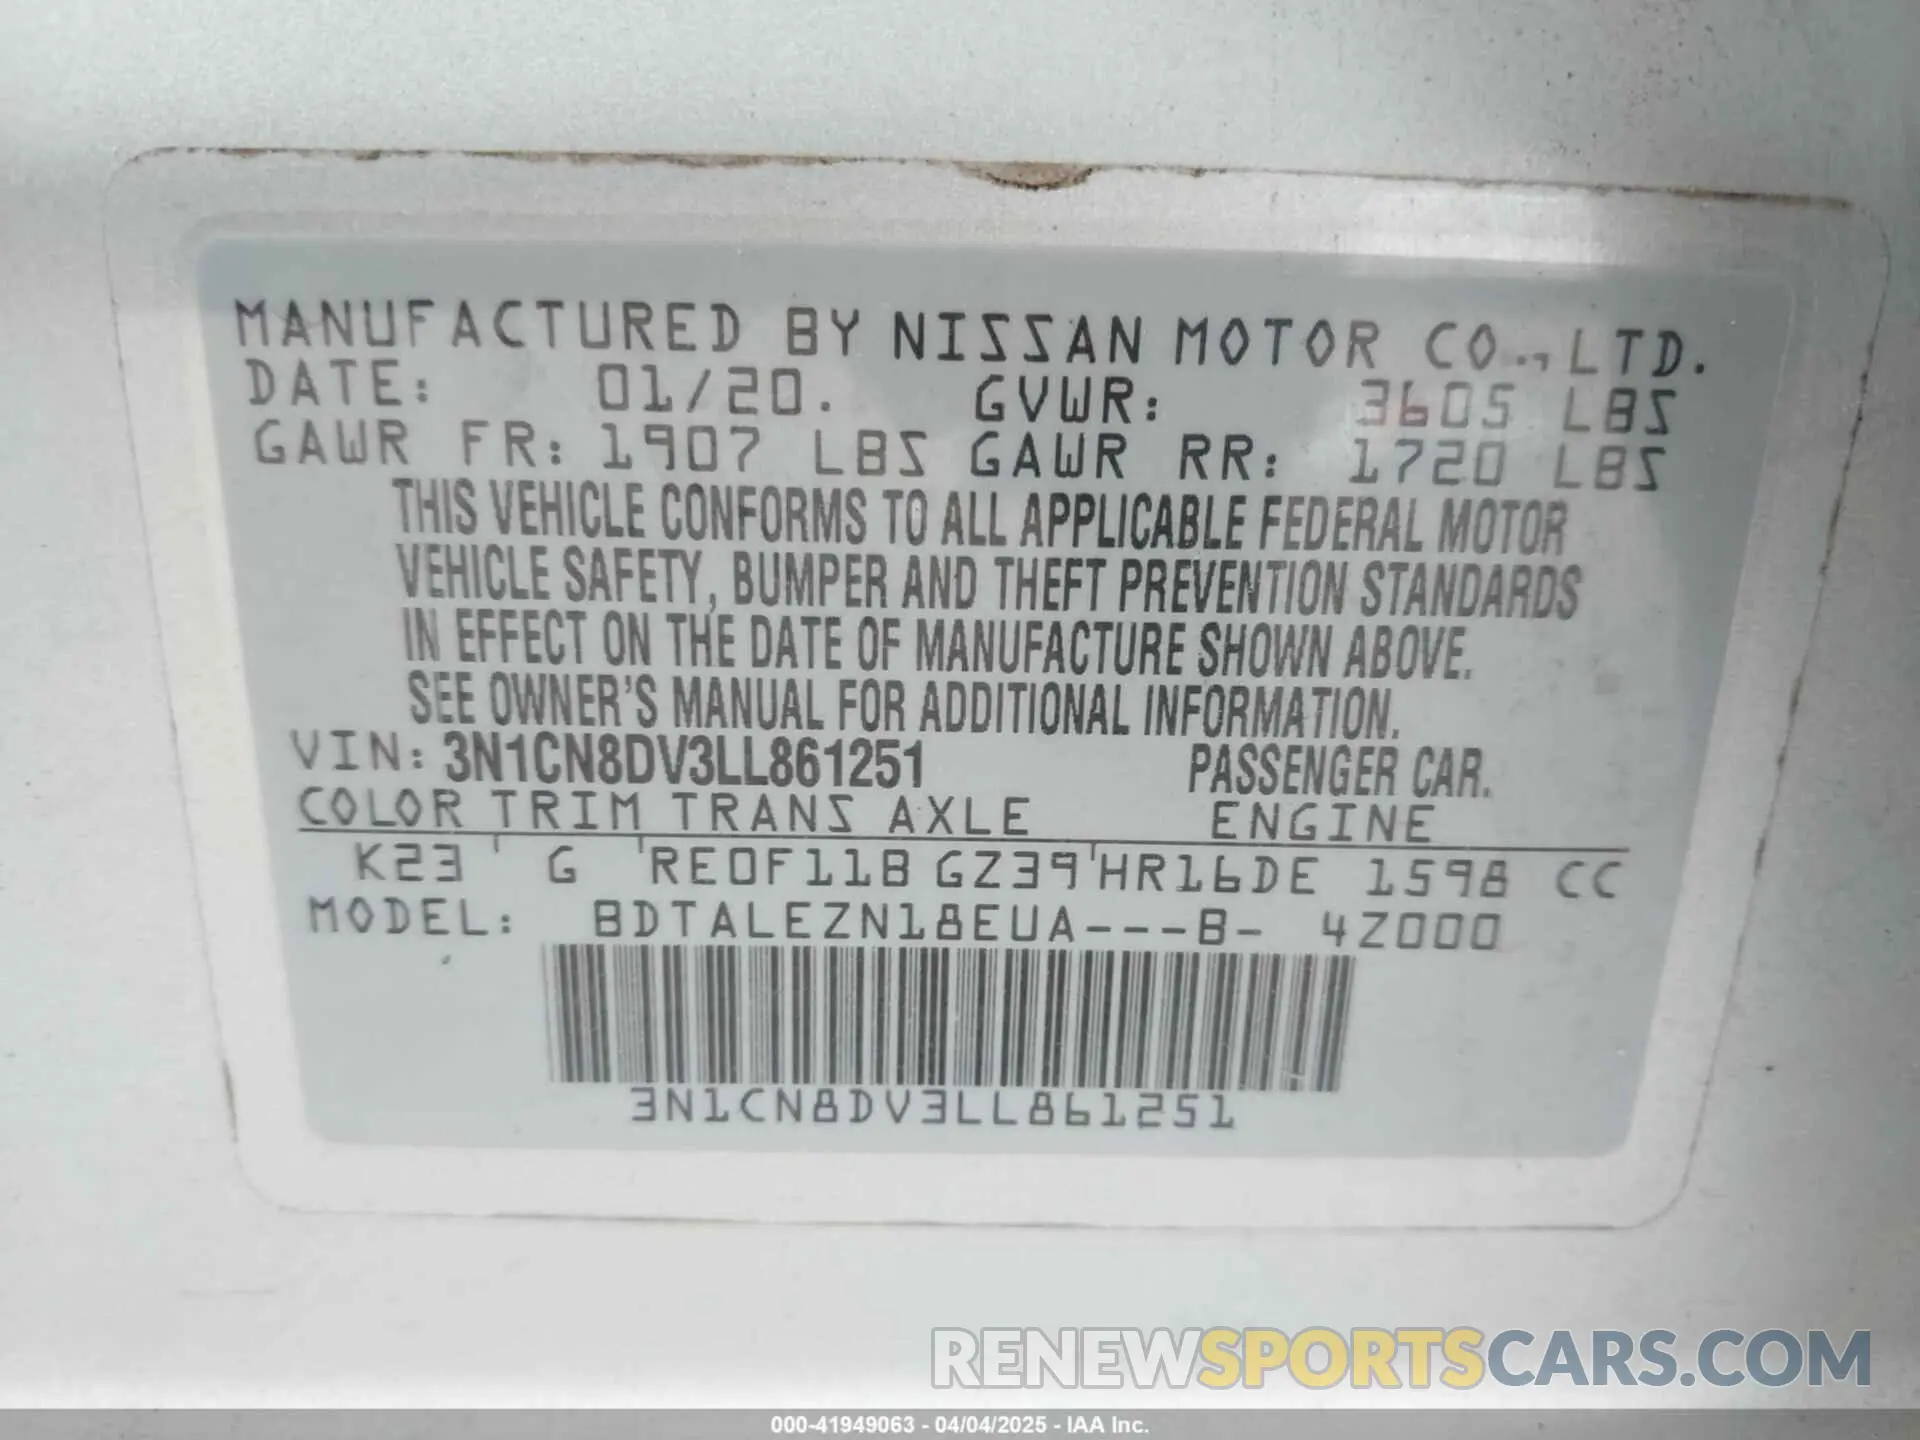 MANUFACTURED BY NISSAN MOTOR CO.,LTD.
DATE: 01/20. GVWR: 3605 LBS
GAWR FR: 1907 LBS GAWR RR: 1720 LBS
THIS VEHICLE CONFORMS TO ALL APPLICABLE FEDERAL MOTOR
VEHICLE SAFETY, BUMPER AND THEFT PREVENTION STANDARDS
IN EFFECT ON THE DATE OF MANUFACTURE SHOWN ABOVE.
SEE OWNER'S MANUAL FOR ADDITIONAL INFORMATION.
VIN: 3N1CN8DV3LL861251 PASSENGER CAR.
COLOR TRIM TRANS AXLE ENGINE
K23 G RE0F11B GZ39 HR16DE 1598 CC
MODEL: BDTALEZN18EUA---B- 4Z000
3N1CN8DV3LL861251
RENEWSPORTSCARS.COM
000-41949063 - 04/04/2025 - IAA Inc.